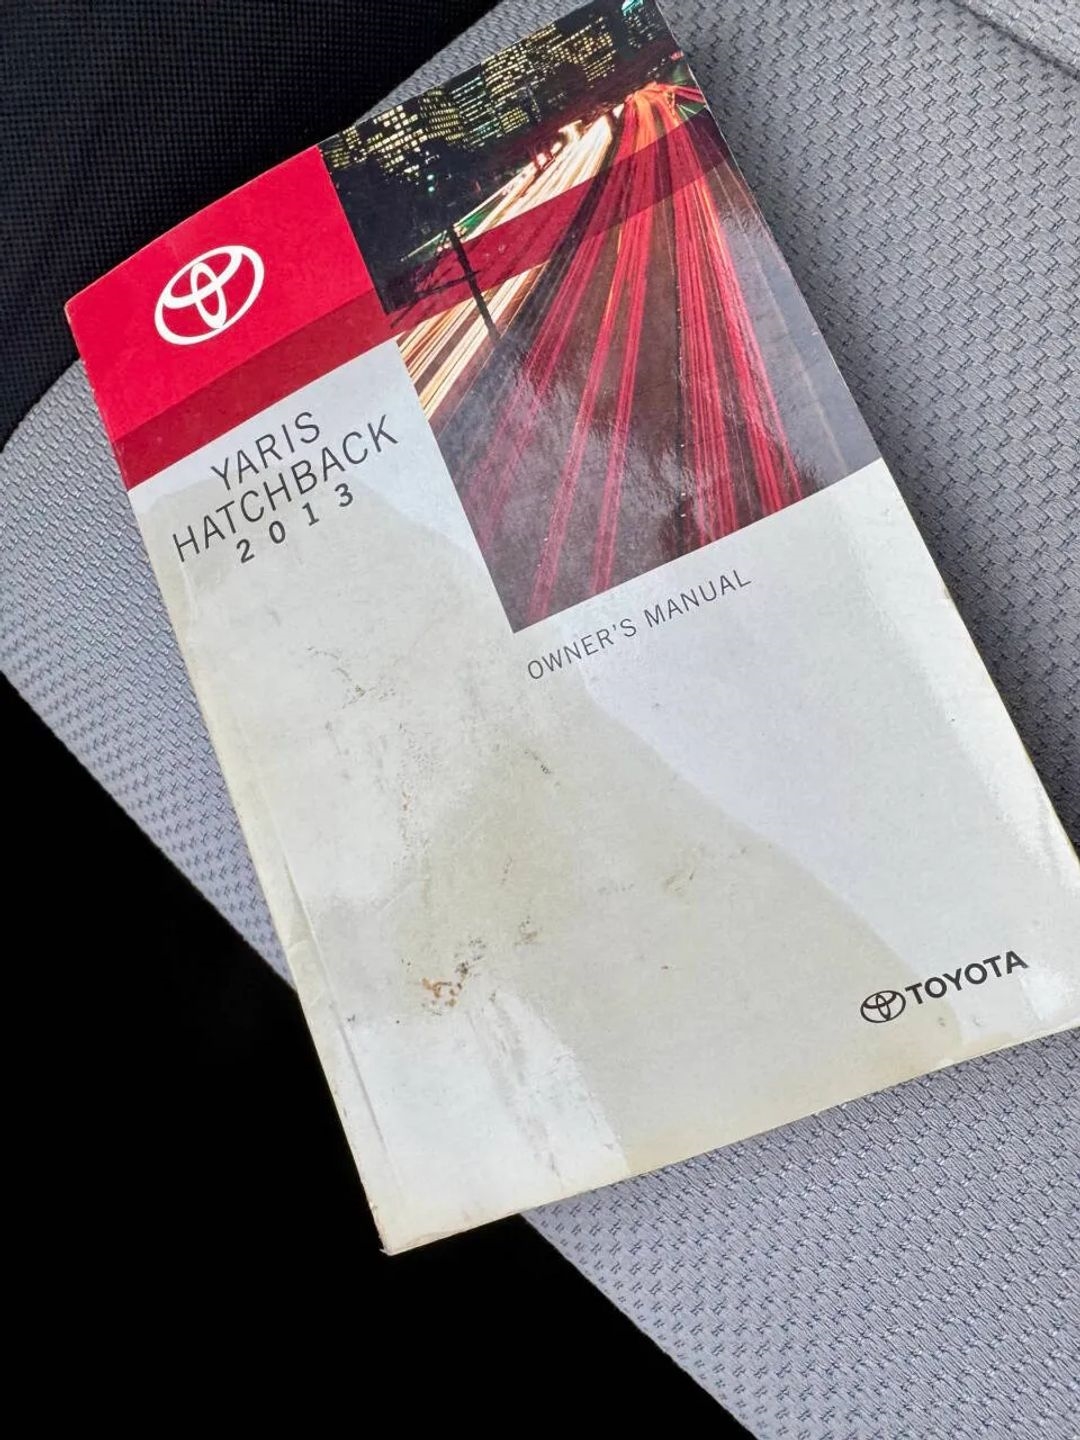 YARIS
HATCHBACK
2013
OWNER'S MANUAL
TOYOTA